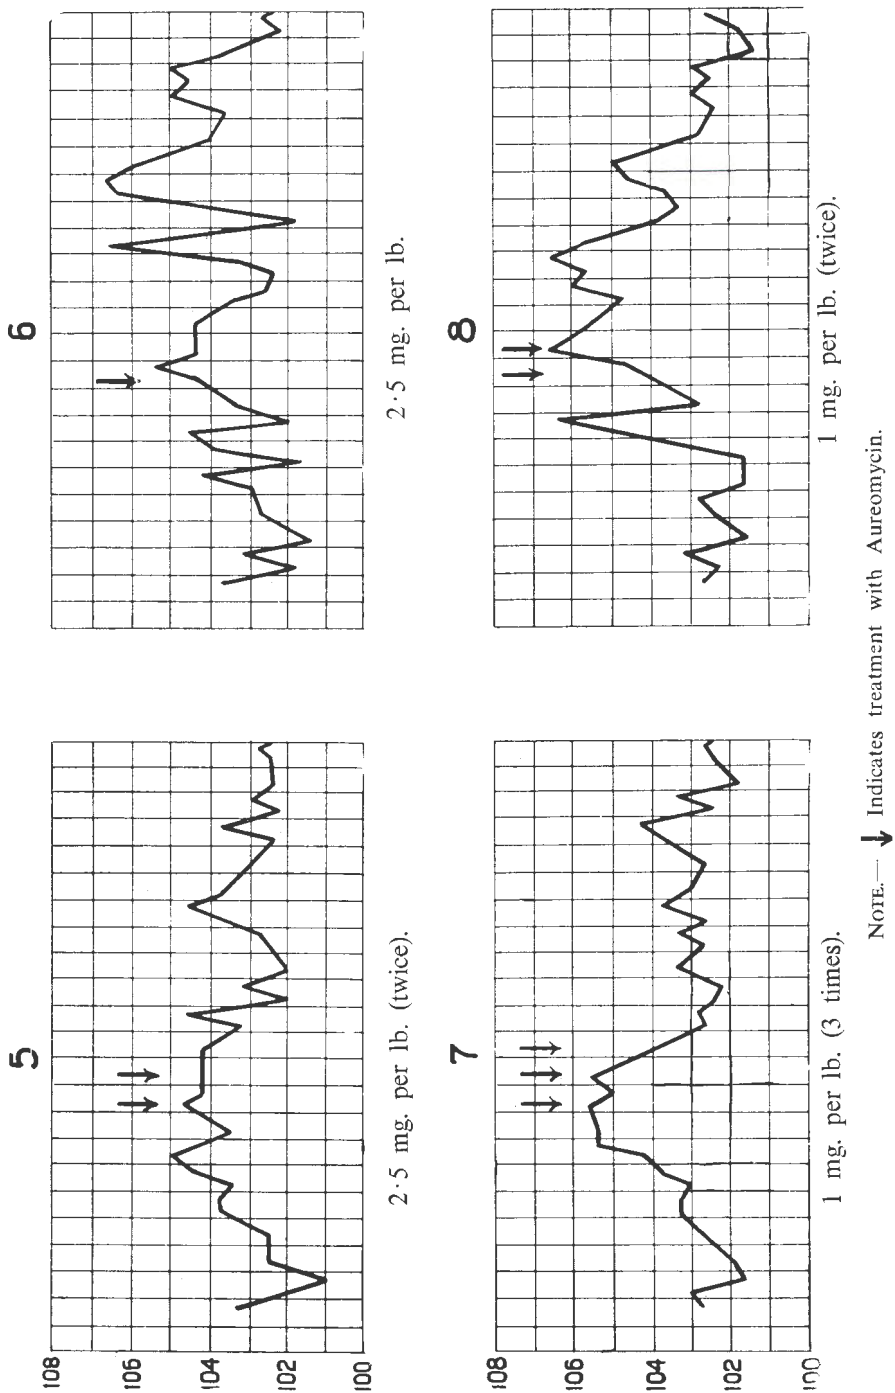 5
6
108
106
104
102
100
2·5 mg. per lb. (twice).
2·5 mg. per lb.
7
8
108
106
104
102
100
1 mg. per lb. (3 times).
1 mg. per lb. (twice).
NOTE.— ↓ Indicates treatment with Aureomycin.